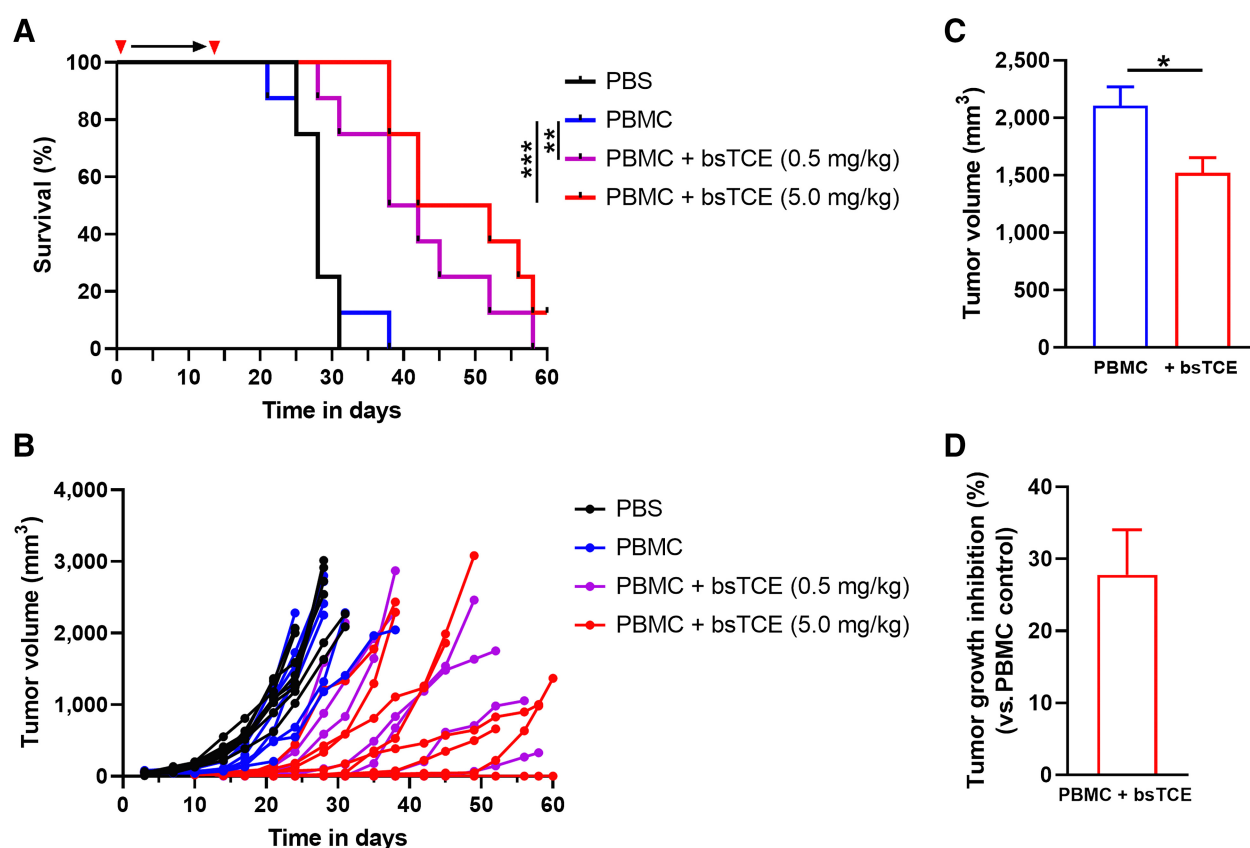 A
Survival (%)
100
80
60
40
20
0
0 10 20 30 40 50 60
Time in days
PBS
PBMC
PBMC + bsTCE (0.5 mg/kg)
PBMC + bsTCE (5.0 mg/kg)
**
***
B
Tumor volume (mm³)
4,000
3,000
2,000
1,000
0
0 10 20 30 40 50 60
Time in days
PBS
PBMC
PBMC + bsTCE (0.5 mg/kg)
PBMC + bsTCE (5.0 mg/kg)
C
Tumor volume (mm³)
2,500
2,000
1,500
1,000
500
0
*
PBMC + bsTCE
D
Tumor growth inhibition (%)
(vs. PBMC control)
40
30
20
10
0
PBMC + bsTCE